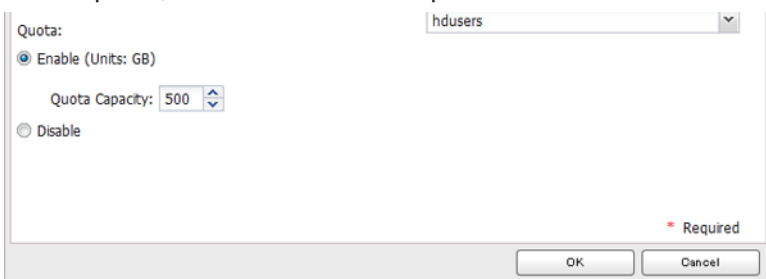 hdusers
Quota:
Enable (Units: GB)
Quota Capacity: 500
Disable
* Required
OK Cancel